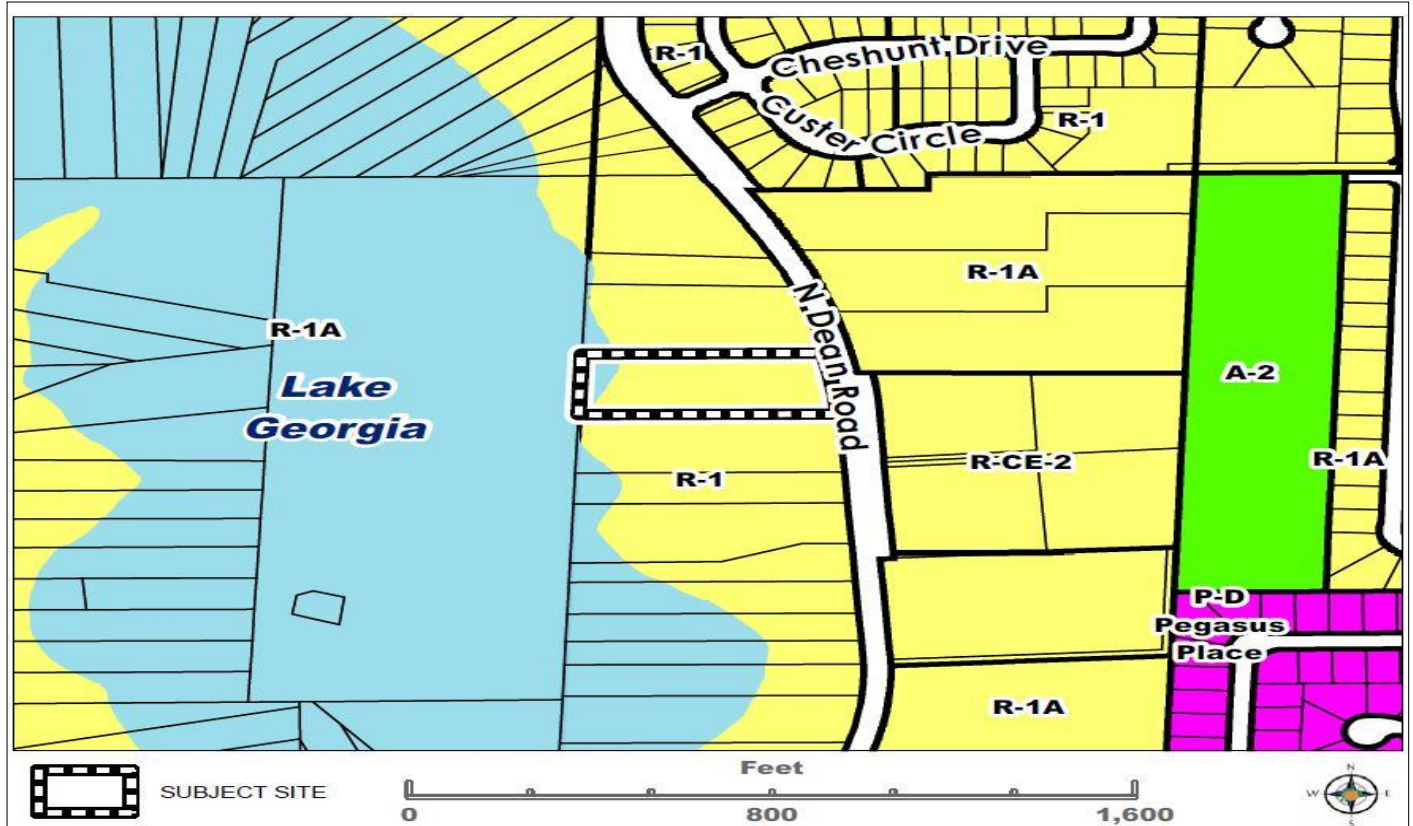 R-1
Cheshunt Drive
Custer Circle
R-1
R-1A
N. Dean Road
R-1A
A-2
Lake
Georgia
R-1
R-CE-2
R-1A
P-D
Pegasus
Place
R-1A
SUBJECT SITE
Feet
0 800 1,600
N
W E
S